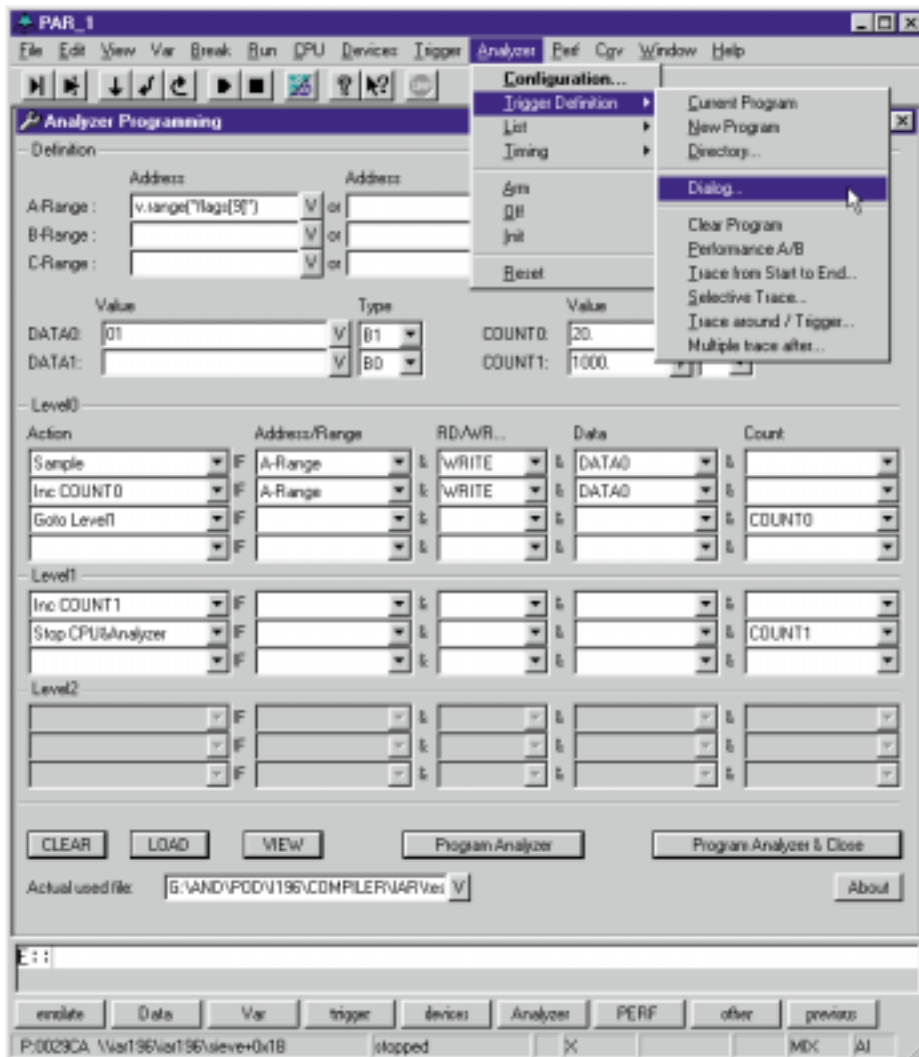 PAR_1
File Edit View Var Break Run CPU Devices Trigger Analyzer Perf Cgv Window Help
Configuration...
Trigger Definition
List
Timing
Arm
Off
Init
Reset
Current Program
New Program
Directory...
Dialog...
Clear Program
Performance A/B
Trace from Start to End...
Selective Trace...
Trace around / Trigger...
Multiple trace after...
Analyzer Programming
Definition
Address Address
A-Range : v.range("flags[9]") V or
B-Range : V or
C-Range : V or
Value Type Value
DATA0: 01 V B1 COUNT0: 20.
DATA1: V B0 COUNT1: 1000.
Level0
Action Address/Range RD/WR... Data Count
Sample IF A-Range & WRITE & DATA0 &
Inc COUNT0 IF A-Range & WRITE & DATA0 &
Goto Level1 IF & & & COUNT0
IF & & &
Level1
Inc COUNT1 IF & & &
Stop CPU&Analyzer IF & & & COUNT1
IF & & &
Level2
IF & & &
IF & & &
IF & & &
CLEAR LOAD VIEW Program Analyzer Program Analyzer & Close
Actual used file: G:\AND\POD\I196\COMPILER\IAR\tes V About
E::
emulate Data Var trigger devices Analyzer PERF other previous
P:0029CA \\iar196\iar196\sieve+0x18 stopped X MIX AI